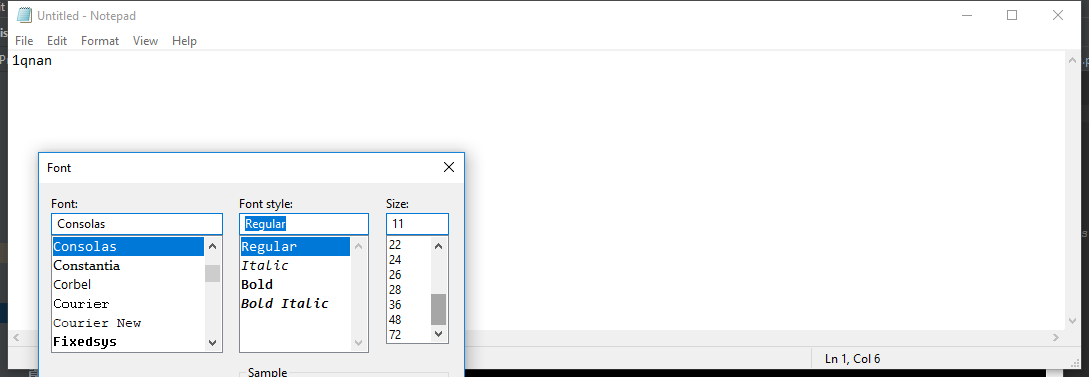 Untitled - Notepad
File Edit Format View Help
1qnan
Font
Font: Font style: Size:
Consolas Regular 11
Consolas Regular 22
Constantia Italic 24
Corbel Bold 26
Courier Bold Italic 28
Courier New 36
Fixedsys 48
72
Sample
Ln 1, Col 6